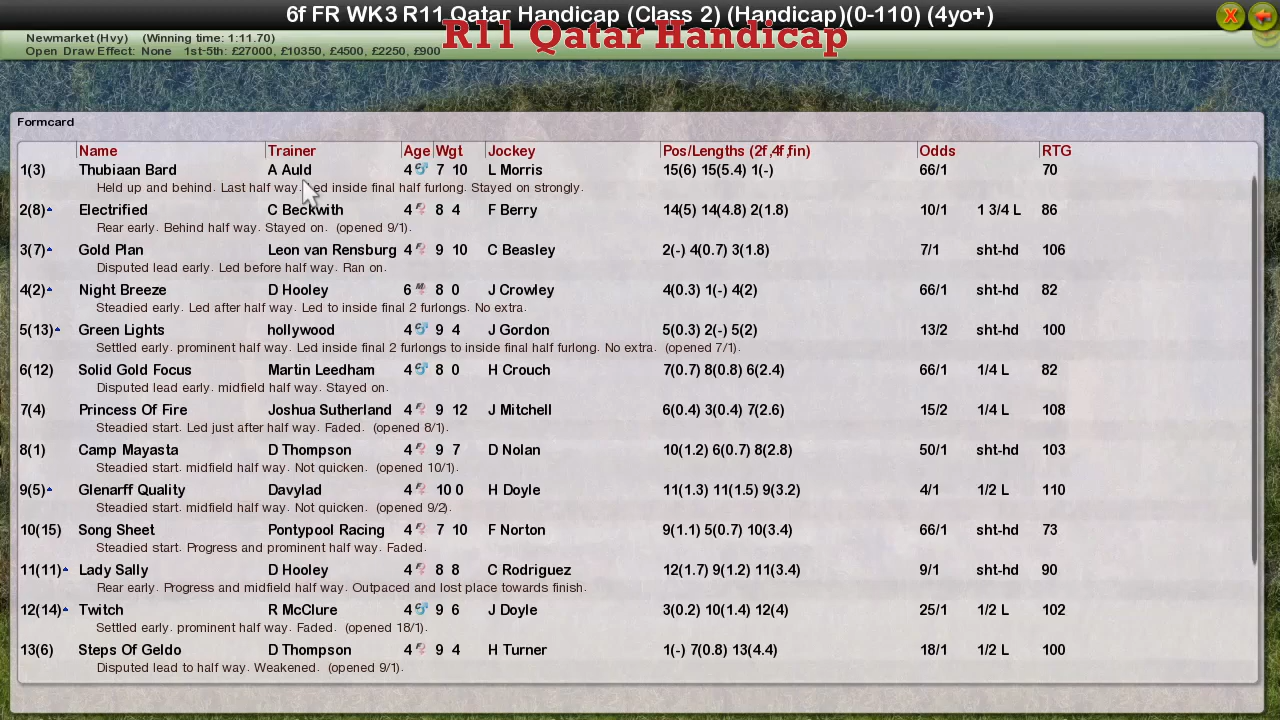 6f FR WK3 R11 Qatar Handicap (Class 2) (Handicap)(0-110) (4yo+)
R11 Qatar Handicap
Newmarket (Hvy) (Winning time: 1:11.70)
Open Draw Effect: None 1st-5th: £27000, £10350, £4500, £2250, £900
Formcard
Name Trainer Age Wgt Jockey Pos/Lengths (2f,4f,fin) Odds RTG
1(3) Thubiaan Bard A Auld 4 7 10 L Morris 15(6) 15(5.4) 1(-) 66/1 70
Held up and behind. Last half way. inside final half furlong. Stayed on strongly.
2(8) Electrified C Beckwith 4 8 4 F Berry 14(5) 14(4.8) 2(1.8) 10/1 1 3/4 L 86
Rear early. Behind half way. Stayed on. (opened 9/1).
3(7) Gold Plan Leon van Rensburg 4 9 10 C Beasley 2(-) 4(0.7) 3(1.8) 7/1 sht-hd 106
Disputed lead early. Led before half way. Ran on.
4(2) Night Breeze D Hooley 6 8 0 J Crowley 4(0.3) 1(-) 4(2) 66/1 sht-hd 82
Steadied early. Led after half way. Led to inside final 2 furlongs. No extra.
5(13) Green Lights hollywood 4 9 4 J Gordon 5(0.3) 2(-) 5(2) 13/2 sht-hd 100
Settled early. prominent half way. Led inside final 2 furlongs to inside final half furlong. No extra. (opened 7/1).
6(12) Solid Gold Focus Martin Leedham 4 8 0 H Crouch 7(0.7) 8(0.8) 6(2.4) 66/1 1/4 L 82
Disputed lead early. midfield half way. Stayed on.
7(4) Princess Of Fire Joshua Sutherland 4 9 12 J Mitchell 6(0.4) 3(0.4) 7(2.6) 15/2 1/4 L 108
Steadied start. Led just after half way. Faded. (opened 8/1).
8(1) Camp Mayasta D Thompson 4 9 7 D Nolan 10(1.2) 6(0.7) 8(2.8) 50/1 sht-hd 103
Steadied start. midfield half way. Not quicken. (opened 10/1).
9(5) Glenarff Quality Davylad 4 10 0 H Doyle 11(1.3) 11(1.5) 9(3.2) 4/1 1/2 L 110
Steadied start. midfield half way. Not quicken. (opened 9/2).
10(15) Song Sheet Pontypool Racing 4 7 10 F Norton 9(1.1) 5(0.7) 10(3.4) 66/1 sht-hd 73
Steadied start. Progress and prominent half way. Faded.
11(11) Lady Sally D Hooley 4 8 8 C Rodriguez 12(1.7) 9(1.2) 11(3.4) 9/1 sht-hd 90
Rear early. Progress and midfield half way. Outpaced and lost place towards finish.
12(14) Twitch R McClure 4 9 6 J Doyle 3(0.2) 10(1.4) 12(4) 25/1 1/2 L 102
Settled early. prominent half way. Faded. (opened 18/1).
13(6) Steps Of Geldo D Thompson 4 9 4 H Turner 1(-) 7(0.8) 13(4.4) 18/1 1/2 L 100
Disputed lead to half way. Weakened. (opened 9/1).